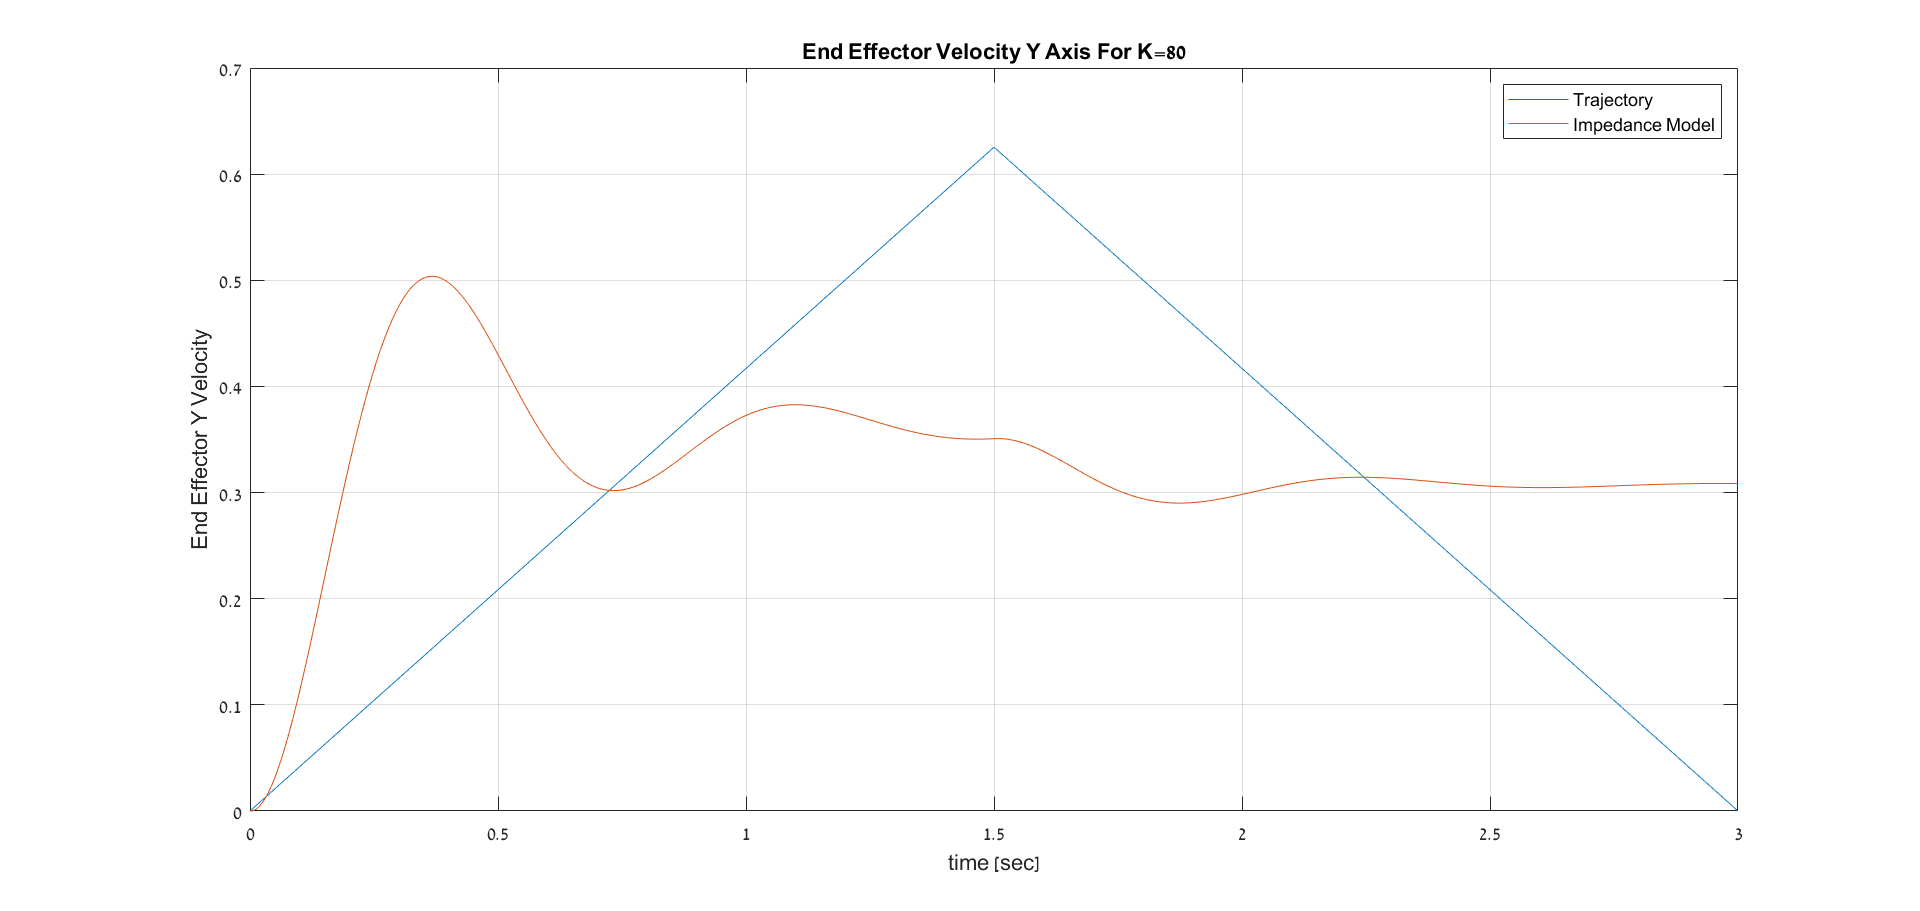 End Effector Velocity Y Axis For K=80
0.7
0.6
0.5
0.4
0.3
0.2
0.1
0
End Effector Y Velocity
Trajectory
Impedance Model
0 0.5 1 1.5 2 2.5 3
time [sec]